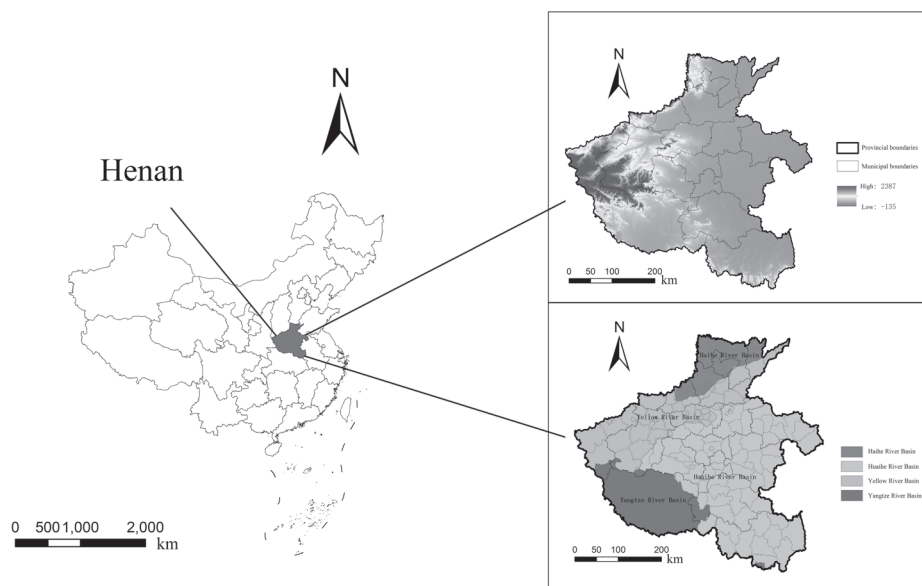 Henan
N
0 500 1,000 2,000
km
N
Provincial boundaries
Municipal boundaries
High: 2387
Low: -135
0 50 100 200
km
N
Haihe River Basin
Yellow River Basin
Huaihe River Basin
Yangtze River Basin
Haihe River Basin
Huaihe River Basin
Yellow River Basin
Yangtze River Basin
0 50 100 200
km